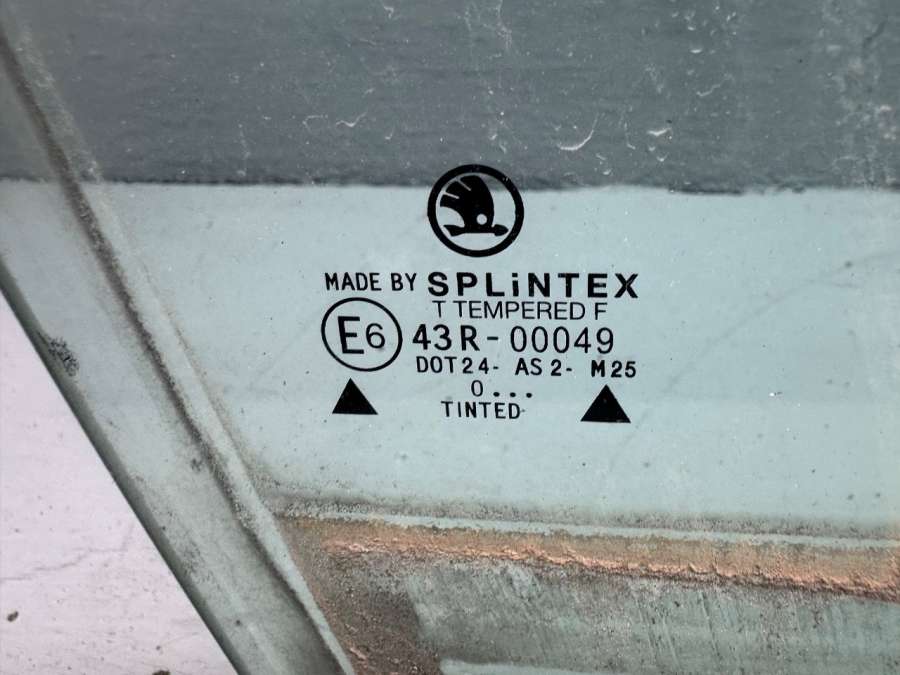 MADE BY SPLiNTEX
T TEMPERED F
E6 43R-00049
DOT24- AS2- M25
0...
TINTED